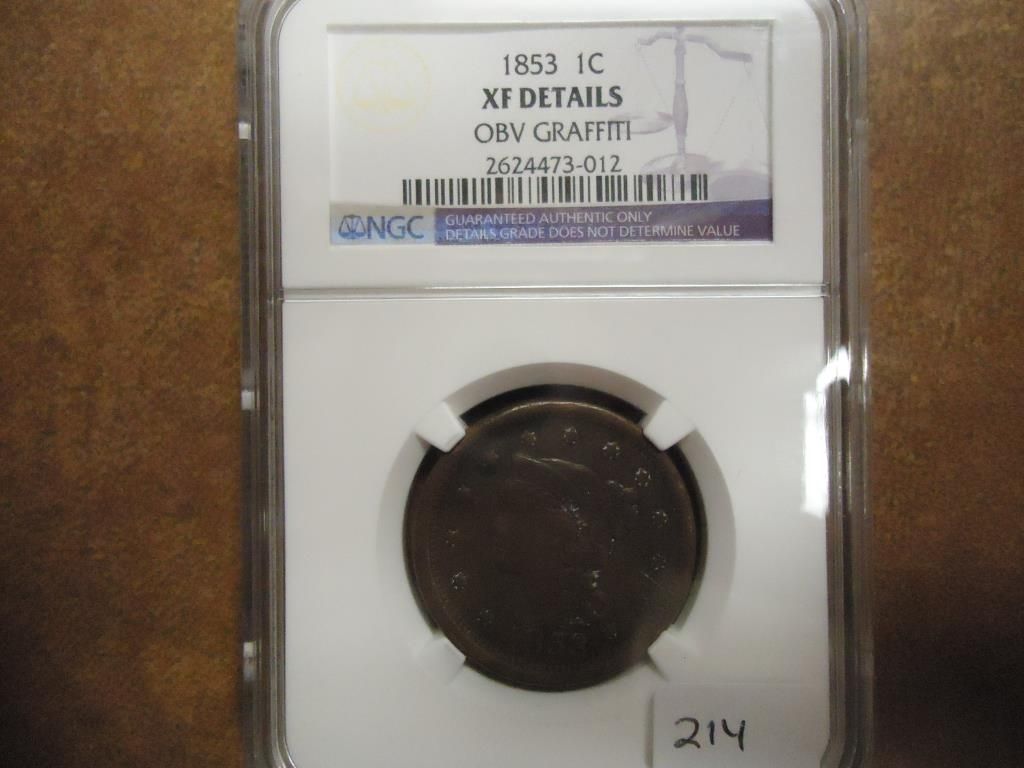 1853 1C
XF DETAILS
OBV GRAFFITI
2624473-012
NGC GUARANTEED AUTHENTIC ONLY
DETAILS GRADE DOES NOT DETERMINE VALUE
214